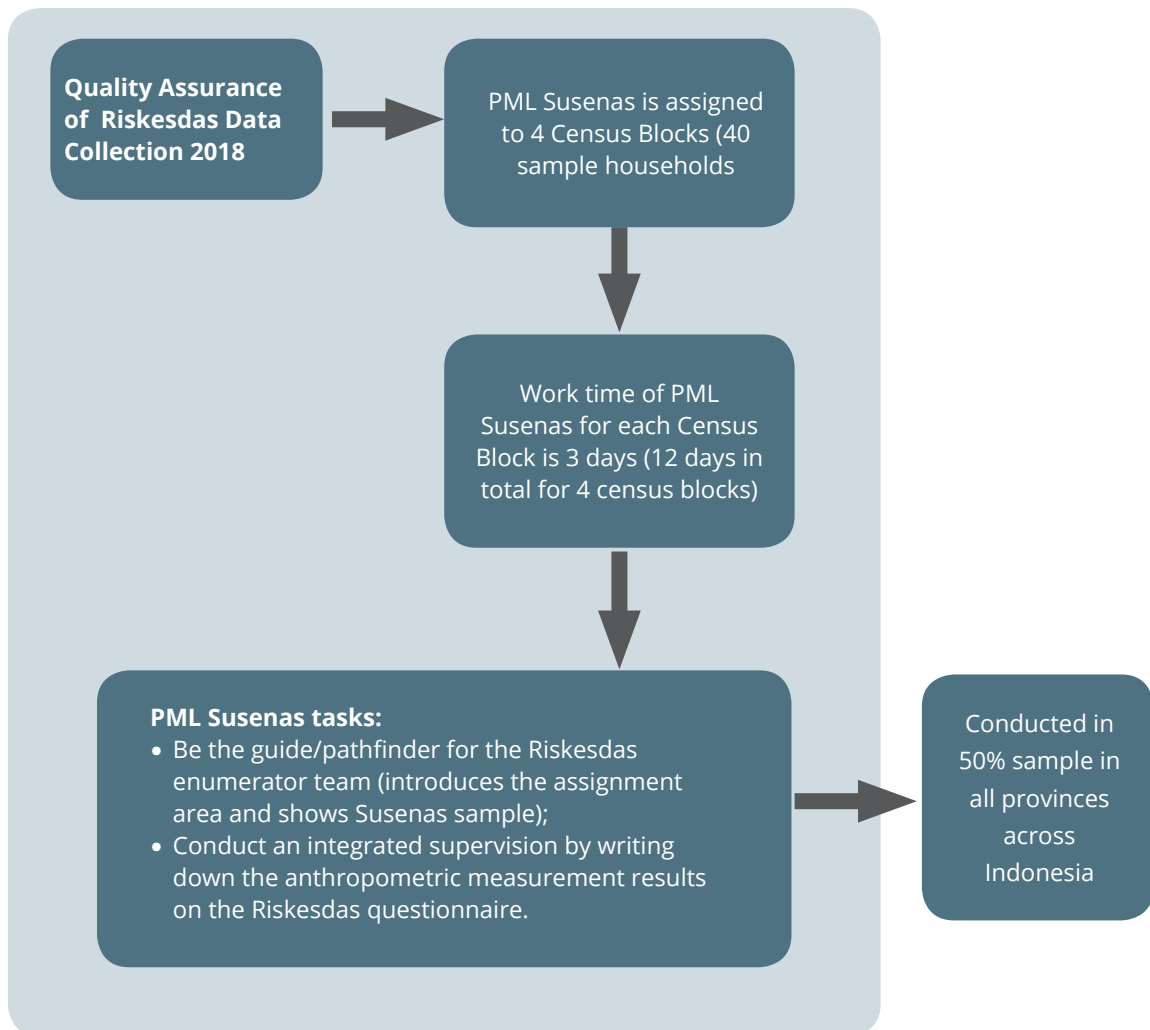 Quality Assurance
of Riskesdas Data
Collection 2018
PML Susenas is assigned
to 4 Census Blocks (40
sample households
Work time of PML
Susenas for each Census
Block is 3 days (12 days in
total for 4 census blocks)
PML Susenas tasks:
• Be the guide/pathfinder for the Riskesdas
enumerator team (introduces the assignment
area and shows Susenas sample);
• Conduct an integrated supervision by writing
down the anthropometric measurement results
on the Riskesdas questionnaire.
Conducted in
50% sample in
all provinces
across
Indonesia